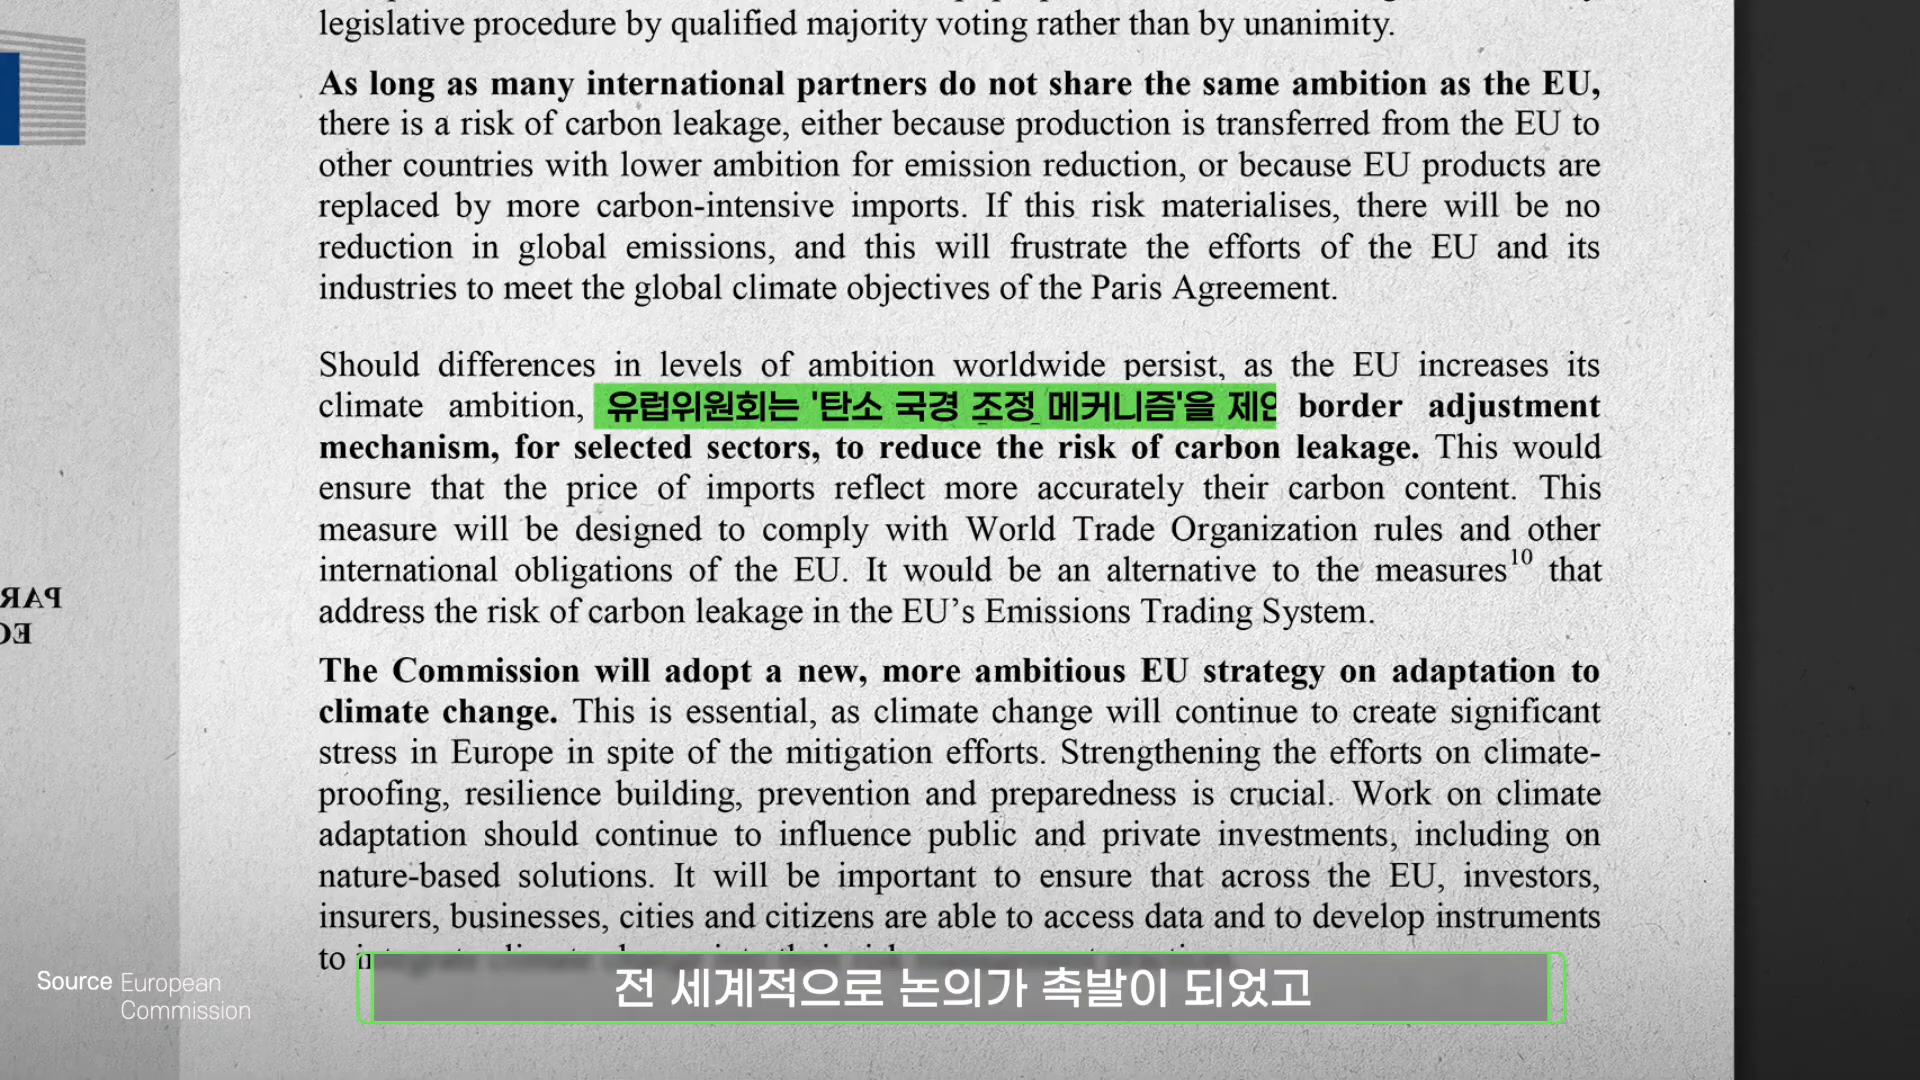 legislative procedure by qualified majority voting rather than by unanimity.
As long as many international partners do not share the same ambition as the EU,
there is a risk of carbon leakage, either because production is transferred from the EU to
other countries with lower ambition for emission reduction, or because EU products are
replaced by more carbon-intensive imports. If this risk materialises, there will be no
reduction in global emissions, and this will frustrate the efforts of the EU and its
industries to meet the global climate objectives of the Paris Agreement.
Should differences in levels of ambition worldwide persist, as the EU increases its
climate ambition, 유럽위원회는 '탄소 국경 조정 메커니즘'을 제안 border adjustment
mechanism, for selected sectors, to reduce the risk of carbon leakage. This would
ensure that the price of imports reflect more accurately their carbon content. This
measure will be designed to comply with World Trade Organization rules and other
international obligations of the EU. It would be an alternative to the measures10 that
address the risk of carbon leakage in the EU's Emissions Trading System.
The Commission will adopt a new, more ambitious EU strategy on adaptation to
climate change. This is essential, as climate change will continue to create significant
stress in Europe in spite of the mitigation efforts. Strengthening the efforts on climate-
proofing, resilience building, prevention and preparedness is crucial. Work on climate
adaptation should continue to influence public and private investments, including on
nature-based solutions. It will be important to ensure that across the EU, investors,
insurers, businesses, cities and citizens are able to access data and to develop instruments
to
전 세계적으로 논의가 촉발이 되었고
Source European
Commission